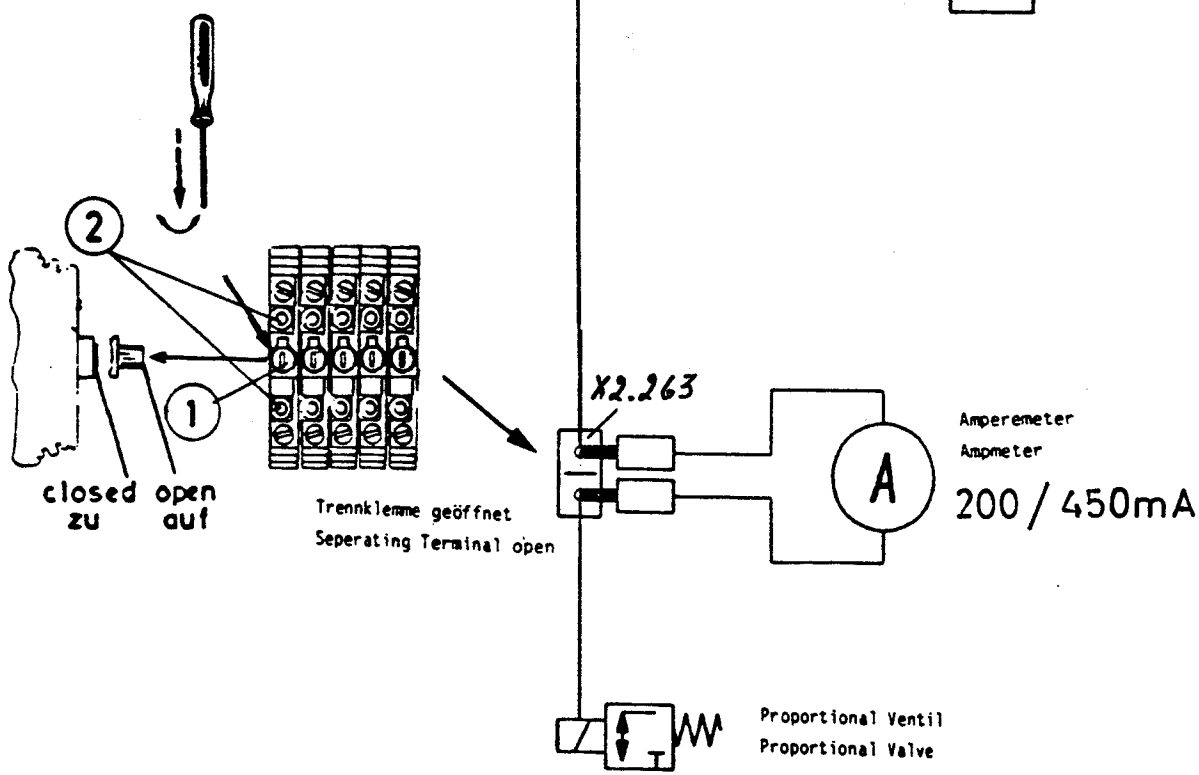 2
1
closed open
zu auf
Trennklemme geöffnet
Seperating Terminal open
X2.263
A
Amperemeter
Ampmeter
200/450mA
T
Proportional Ventil
Proportional Valve